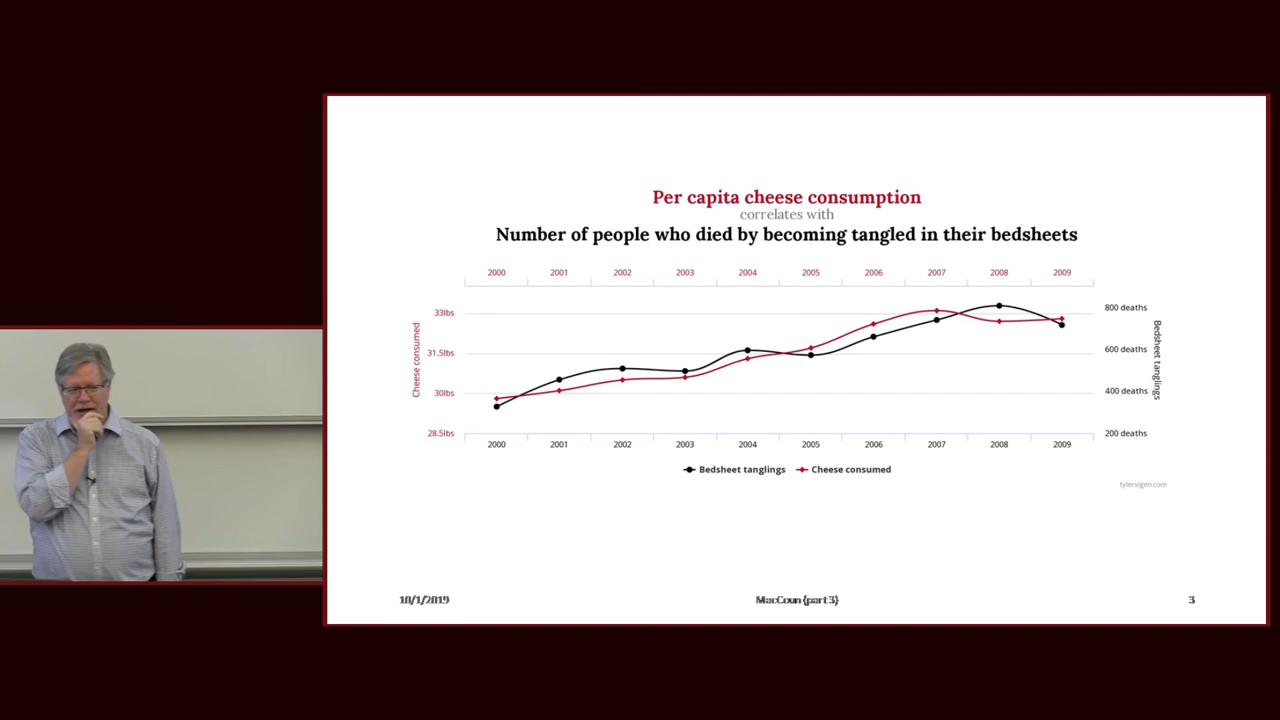 Per capita cheese consumption
correlates with
Number of people who died by becoming tangled in their bedsheets
2000 2001 2002 2003 2004 2005 2006 2007 2008 2009
33lbs
31.5lbs
30lbs
28.5lbs
Cheese consumed
800 deaths
600 deaths
400 deaths
200 deaths
Bedsheet tanglings
2000 2001 2002 2003 2004 2005 2006 2007 2008 2009
Bedsheet tanglings Cheese consumed
tylervigen.com
10/1/2019 MacCoun (part 3) 3